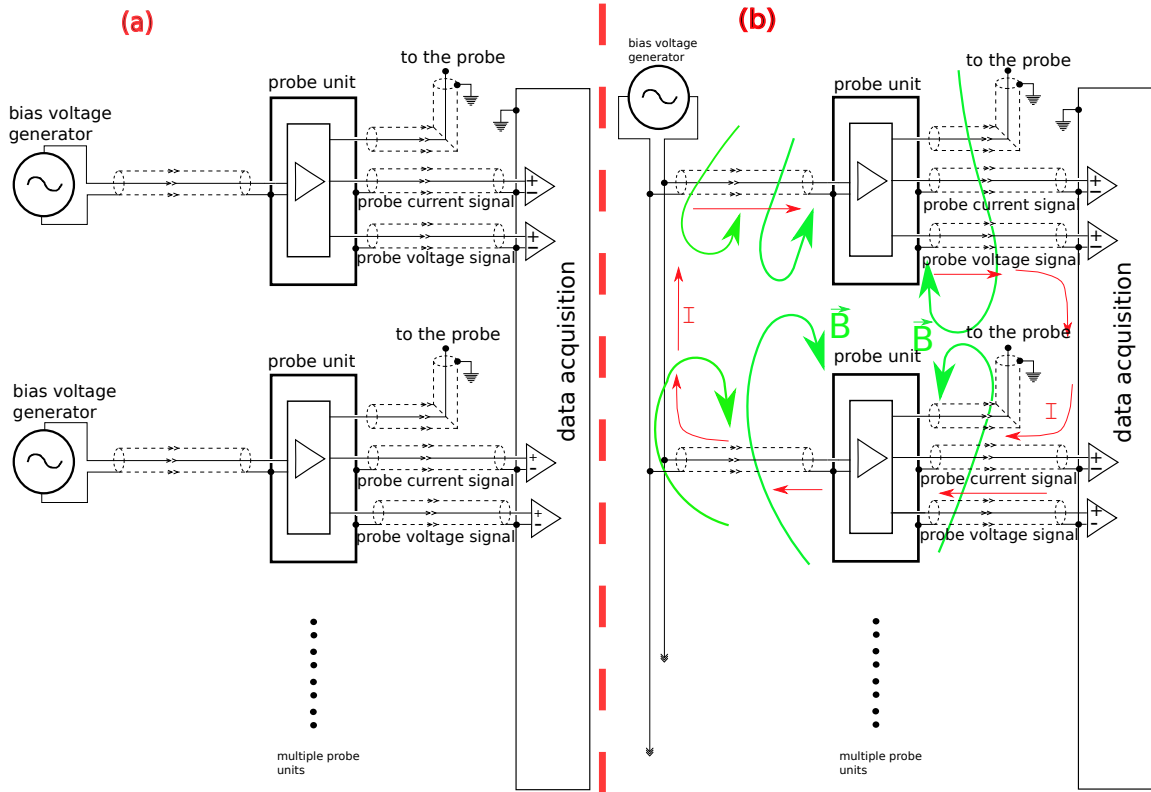 (a)
to the probe
probe unit
bias voltage
generator
+
−
probe current signal
+
−
probe voltage signal
data acquisition
to the probe
probe unit
bias voltage
generator
+
−
probe current signal
+
−
probe voltage signal
multiple probe
units
(b)
bias voltage
generator
to the probe
probe unit
+
−
probe current signal
+
−
probe voltage signal
I
B
B
data acquisition
to the probe
probe unit
I
+
−
probe current signal
+
−
probe voltage signal
multiple probe
units